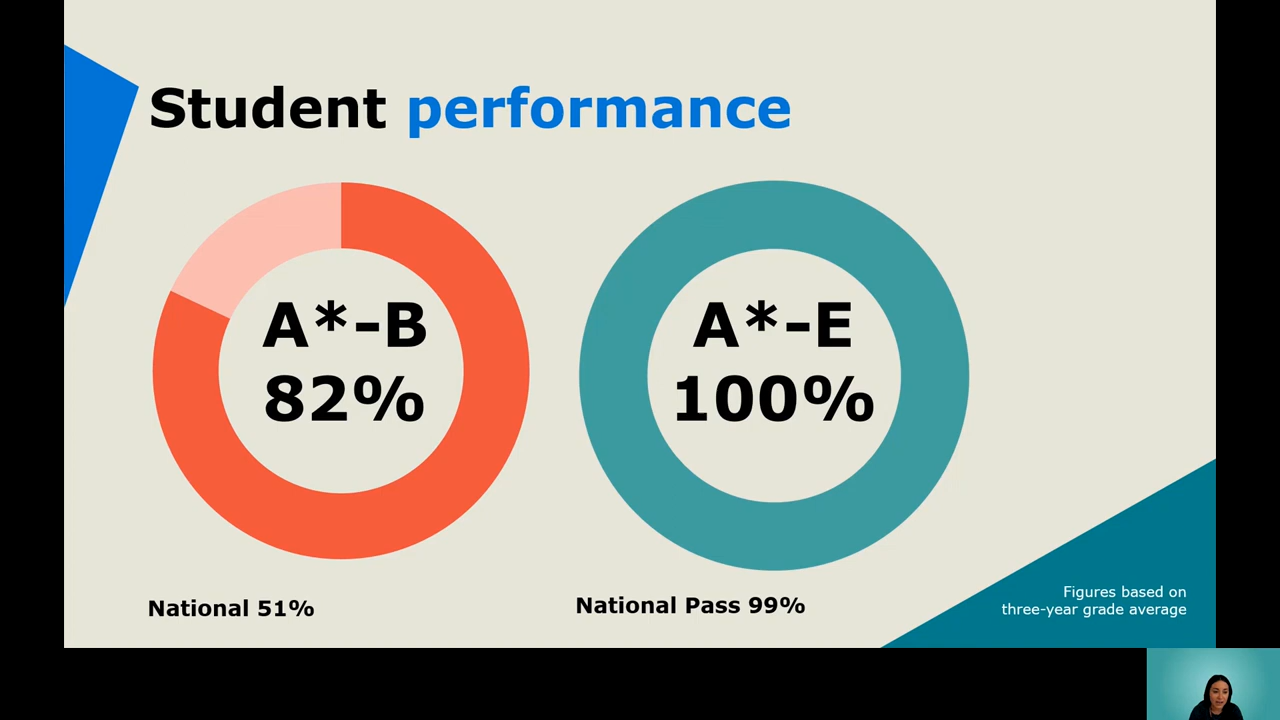 Student performance
A*-B
82%
A*-E
100%
National 51%
National Pass 99%
Figures based on
three-year grade average